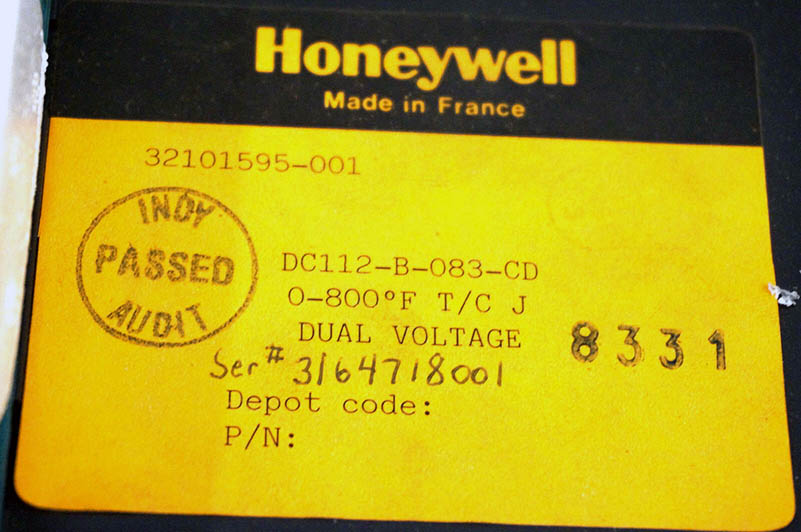 Honeywell
Made in France
32101595-001
INDY
PASSED
AUDIT
DC112-B-083-CD
0-800°F T/C J
DUAL VOLTAGE
8331
Ser # 3164718001
Depot code:
P/N: